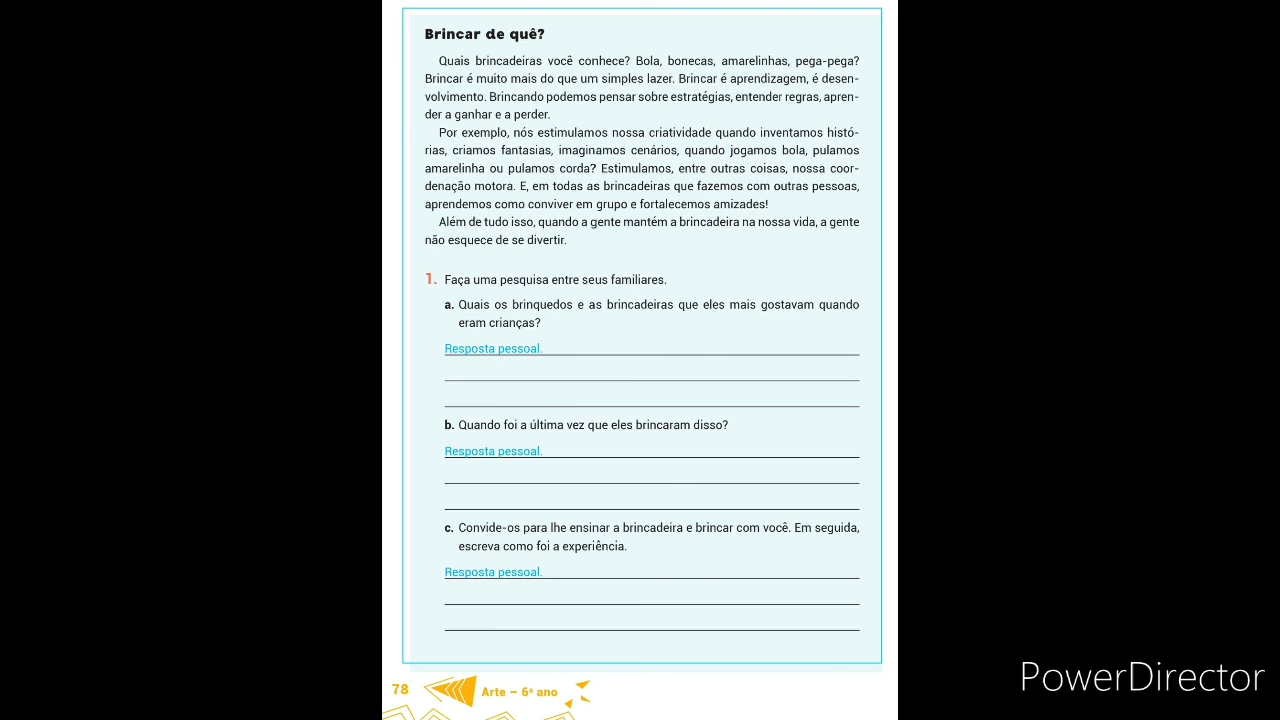 Brincar de quê?
Quais brincadeiras você conhece? Bola, bonecas, amarelinhas, pega-pega?
Brincar é muito mais do que um simples lazer. Brincar é aprendizagem, é desen-
volvimento. Brincando podemos pensar sobre estratégias, entender regras, apren-
der a ganhar e a perder.
Por exemplo, nós estimulamos nossa criatividade quando inventamos histó-
rias, criamos fantasias, imaginamos cenários, quando jogamos bola, pulamos
amarelinha ou pulamos corda? Estimulamos, entre outras coisas, nossa coor-
denação motora. E, em todas as brincadeiras que fazemos com outras pessoas,
aprendemos como conviver em grupo e fortalecemos amizades!
Além de tudo isso, quando a gente mantém a brincadeira na nossa vida, a gente
não esquece de se divertir.
1. Faça uma pesquisa entre seus familiares.
a. Quais os brinquedos e as brincadeiras que eles mais gostavam quando
eram crianças?
Resposta pessoal.
b. Quando foi a última vez que eles brincaram disso?
Resposta pessoal.
c. Convide-os para lhe ensinar a brincadeira e brincar com você. Em seguida,
escreva como foi a experiência.
Resposta pessoal.
78 Arte – 6º ano
PowerDirector